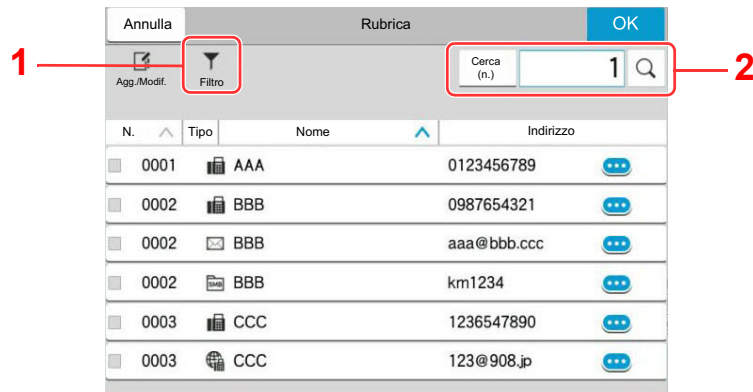 Annulla Rubrica OK
1 Agg./Modif. Filtro Cerca (n.) 1 2
N. Tipo Nome Indirizzo
0001 AAA 0123456789
0002 BBB 0987654321
0002 BBB aaa@bbb.ccc
0002 SMB BBB km1234
0003 CCC 1236547890
0003 CCC 123@908.jp